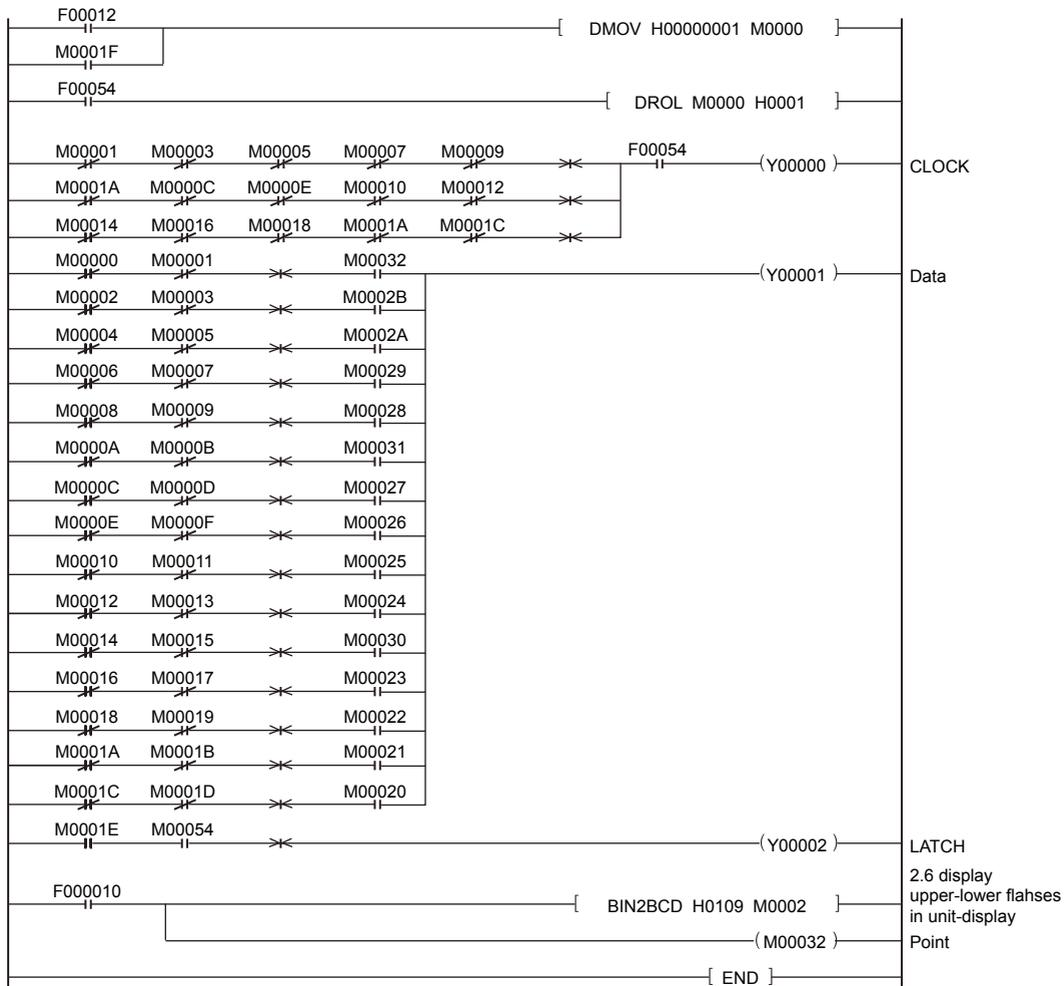 F00012
DMOV H00000001 M0000
M0001F
F00054
DROL M0000 H0001
M00001 M00003 M00005 M00007 M00009 F00054 Y00000 CLOCK
M0001A M0000C M0000E M00010 M00012
M00014 M00016 M00018 M0001A M0001C
M00000 M00001 M00032 Y00001 Data
M00002 M00003 M0002B
M00004 M00005 M0002A
M00006 M00007 M00029
M00008 M00009 M00028
M0000A M0000B M00031
M0000C M0000D M00027
M0000E M0000F M00026
M00010 M00011 M00025
M00012 M00013 M00024
M00014 M00015 M00030
M00016 M00017 M00023
M00018 M00019 M00022
M0001A M0001B M00021
M0001C M0001D M00020
M0001E M00054 Y00002 LATCH
2.6 display
upper-lower flahses
in unit-display
F000010
BIN2BCD H0109 M0002
M00032 Point
END